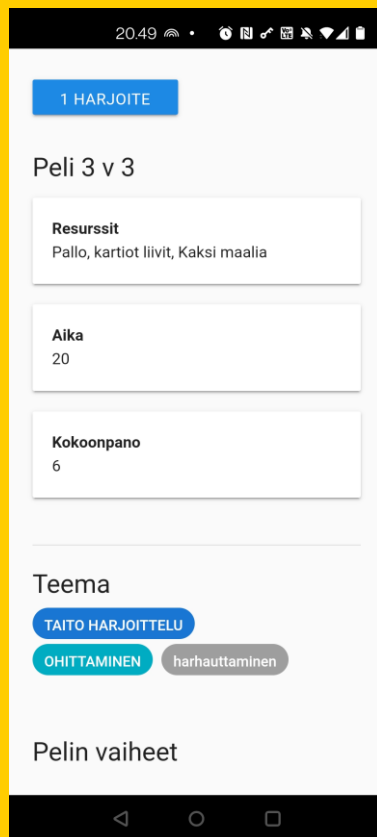 20.49
1 HARJOITE
Peli 3 v 3
Resurssit
Pallo, kartiot liivit, Kaksi maalia
Aika
20
Kokoonpano
6
Teema
TAITO HARJOITTELU
OHITTAMINEN harhauttaminen
Pelin vaiheet